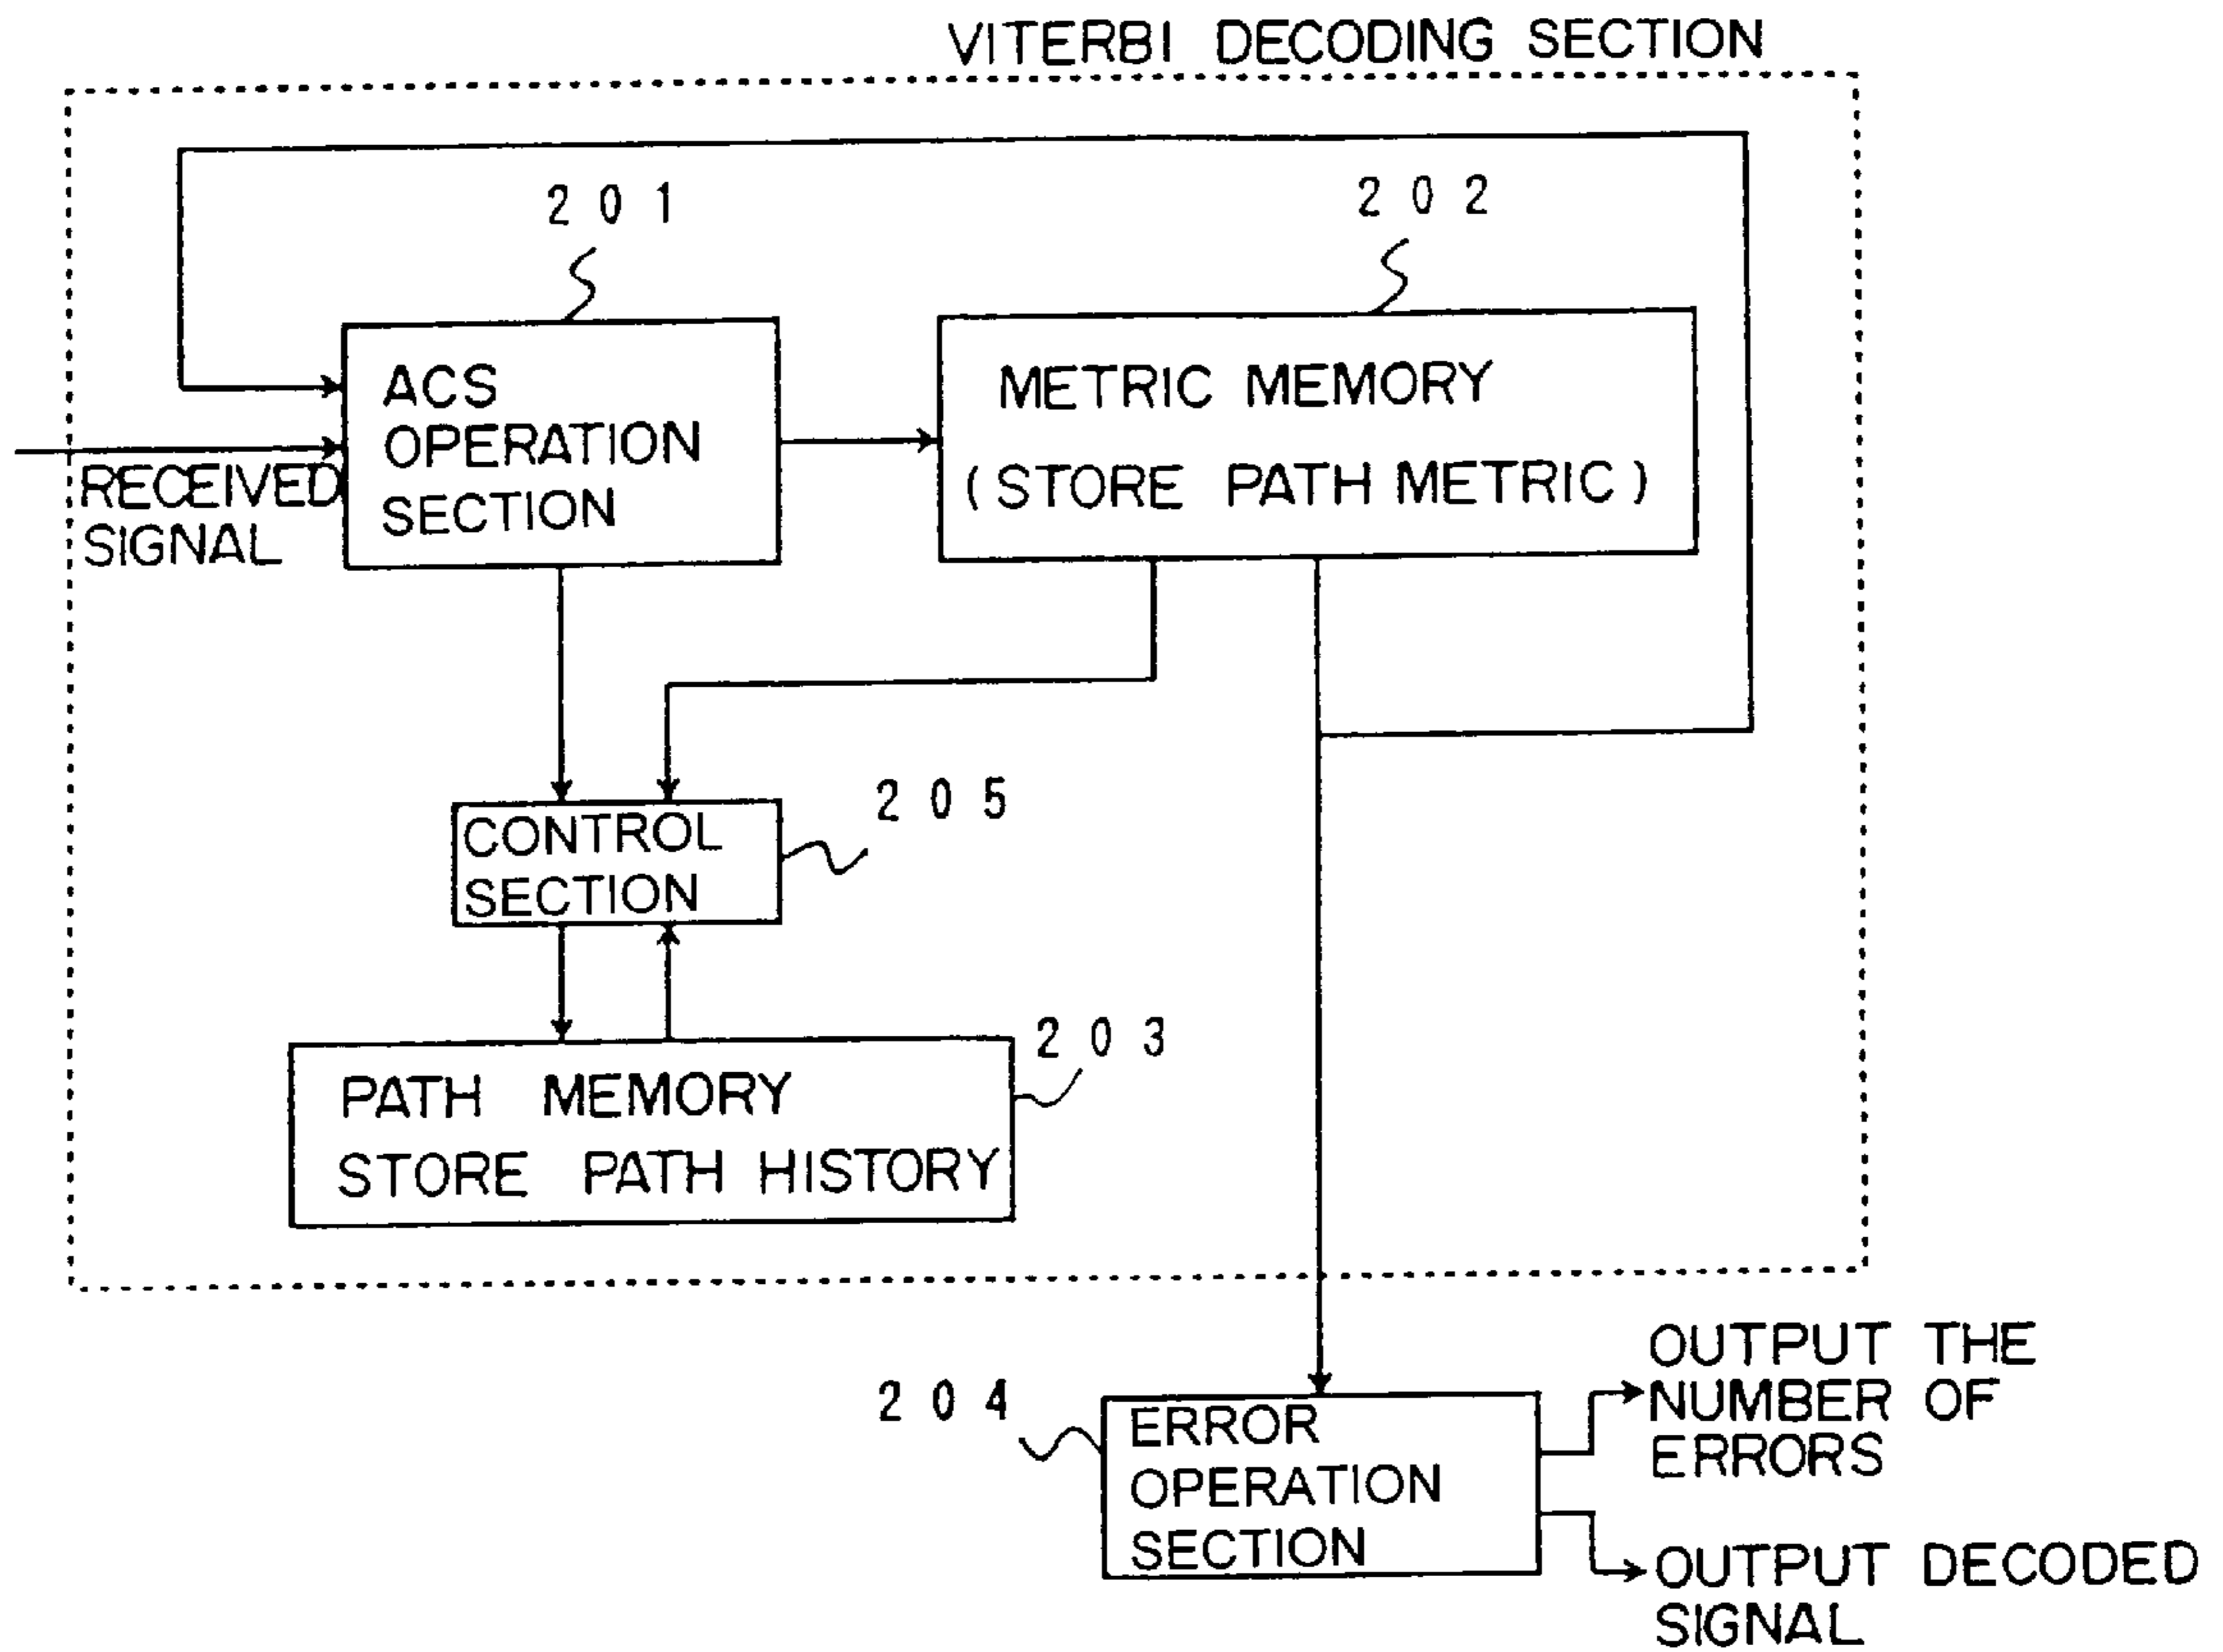 VITERBI DECODING SECTION
201
202
ACS
OPERATION
SECTION
METRIC MEMORY
(STORE PATH METRIC)
RECEIVED
SIGNAL
205
CONTROL
SECTION
203
PATH MEMORY
STORE PATH HISTORY
204
ERROR
OPERATION
SECTION
OUTPUT THE
NUMBER OF
ERRORS
OUTPUT DECODED
SIGNAL